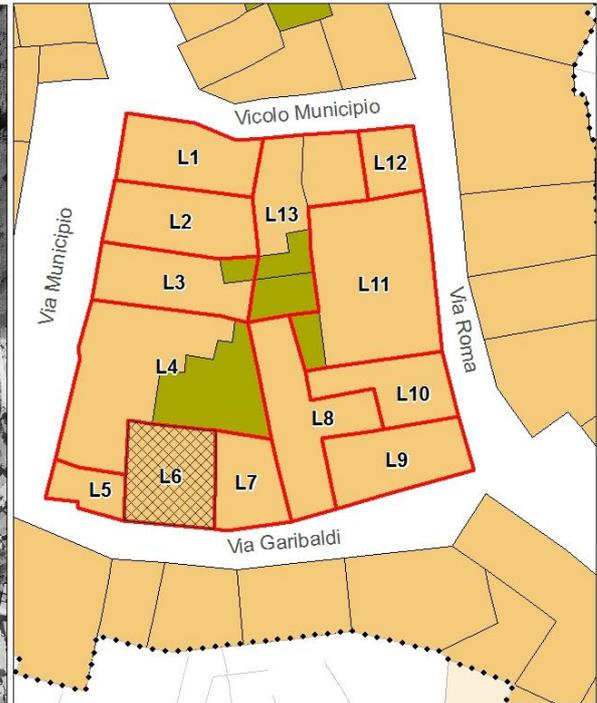 Vicolo Municipio
L1
L12
L2
L13
Via Municipio
L3
L11
Via Roma
L4
L10
L8
L9
L6
L7
L5
Via Garibaldi